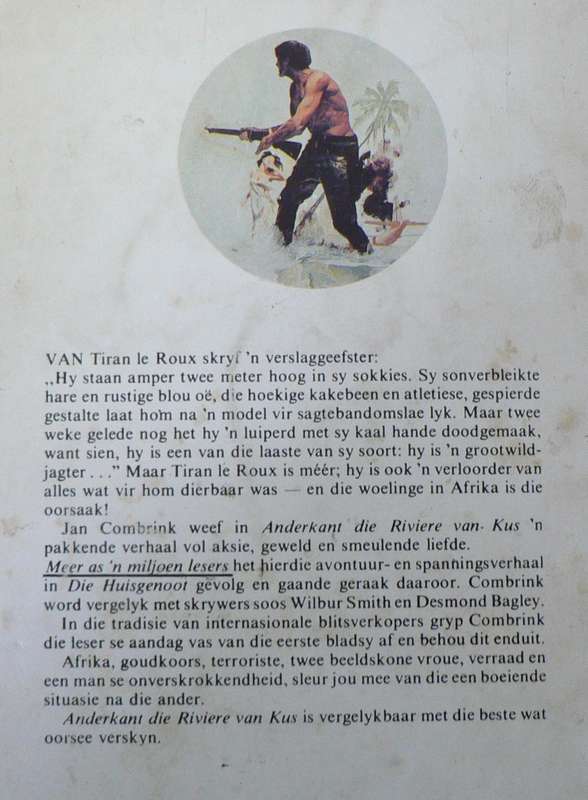 VAN Tiran le Roux skryf 'n verslaggeefster:
„Hy staan amper twee meter hoog in sy sokkies. Sy sonverbleikte
hare en rustige blou oë, die hoekige kakebeen en atletiese, gespierde
gestalte laat hom na 'n model vir sagtebandomslae lyk. Maar twee
weke gelede nog het hy 'n luiperd met sy kaal hande doodgemaak,
want sien, hy is een van die laaste van sy soort: hy is 'n grootwild-
jagter . . .” Maar Tiran le Roux is méér; hy is ook 'n verloorder van
alles wat vir hom dierbaar was — en die woelinge in Afrika is die
oorsaak!
Jan Combrink weef in Anderkant die Riviere van Kus 'n
pakkende verhaal vol aksie, geweld en smeulende liefde.
Meer as 'n miljoen lesers het hierdie avontuur- en spanningsverhaal
in Die Huisgenoot gevolg en gaande geraak daaroor. Combrink
word vergelyk met skrywers soos Wilbur Smith en Desmond Bagley.
In die tradisie van internasionale blitsverkopers gryp Combrink
die leser se aandag vas van die eerste bladsy af en behou dit enduit.
Afrika, goudkoors, terroriste, twee beeldskone vroue, verraad en
een man se onverskrokkendheid, sleur jou mee van die een boeiende
situasie na die ander.
Anderkant die Riviere van Kus is vergelykbaar met die beste wat
oorsee verskyn.